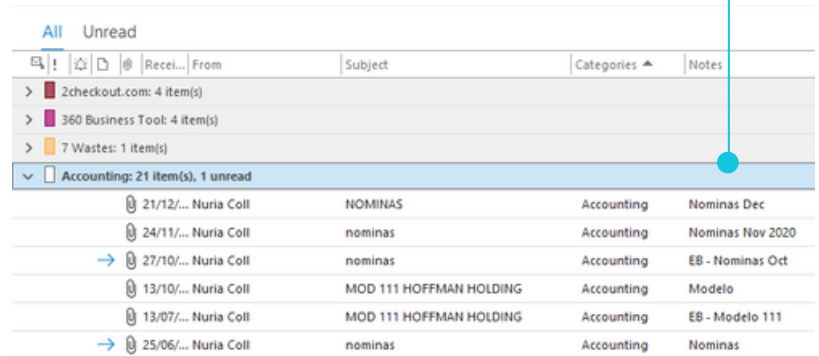 All Unread
! Recei... From Subject Categories Notes
2checkout.com: 4 item(s)
360 Business Tool: 4 item(s)
7 Wastes: 1 item(s)
Accounting: 21 item(s), 1 unread
21/12/... Nuria Coll NOMINAS Accounting Nominas Dec
24/11/... Nuria Coll nominas Accounting Nominas Nov 2020
27/10/... Nuria Coll nominas Accounting EB - Nominas Oct
13/10/... Nuria Coll MOD 111 HOFFMAN HOLDING Accounting Modelo
13/07/... Nuria Coll MOD 111 HOFFMAN HOLDING Accounting EB - Modelo 111
25/06/... Nuria Coll nominas Accounting Nominas